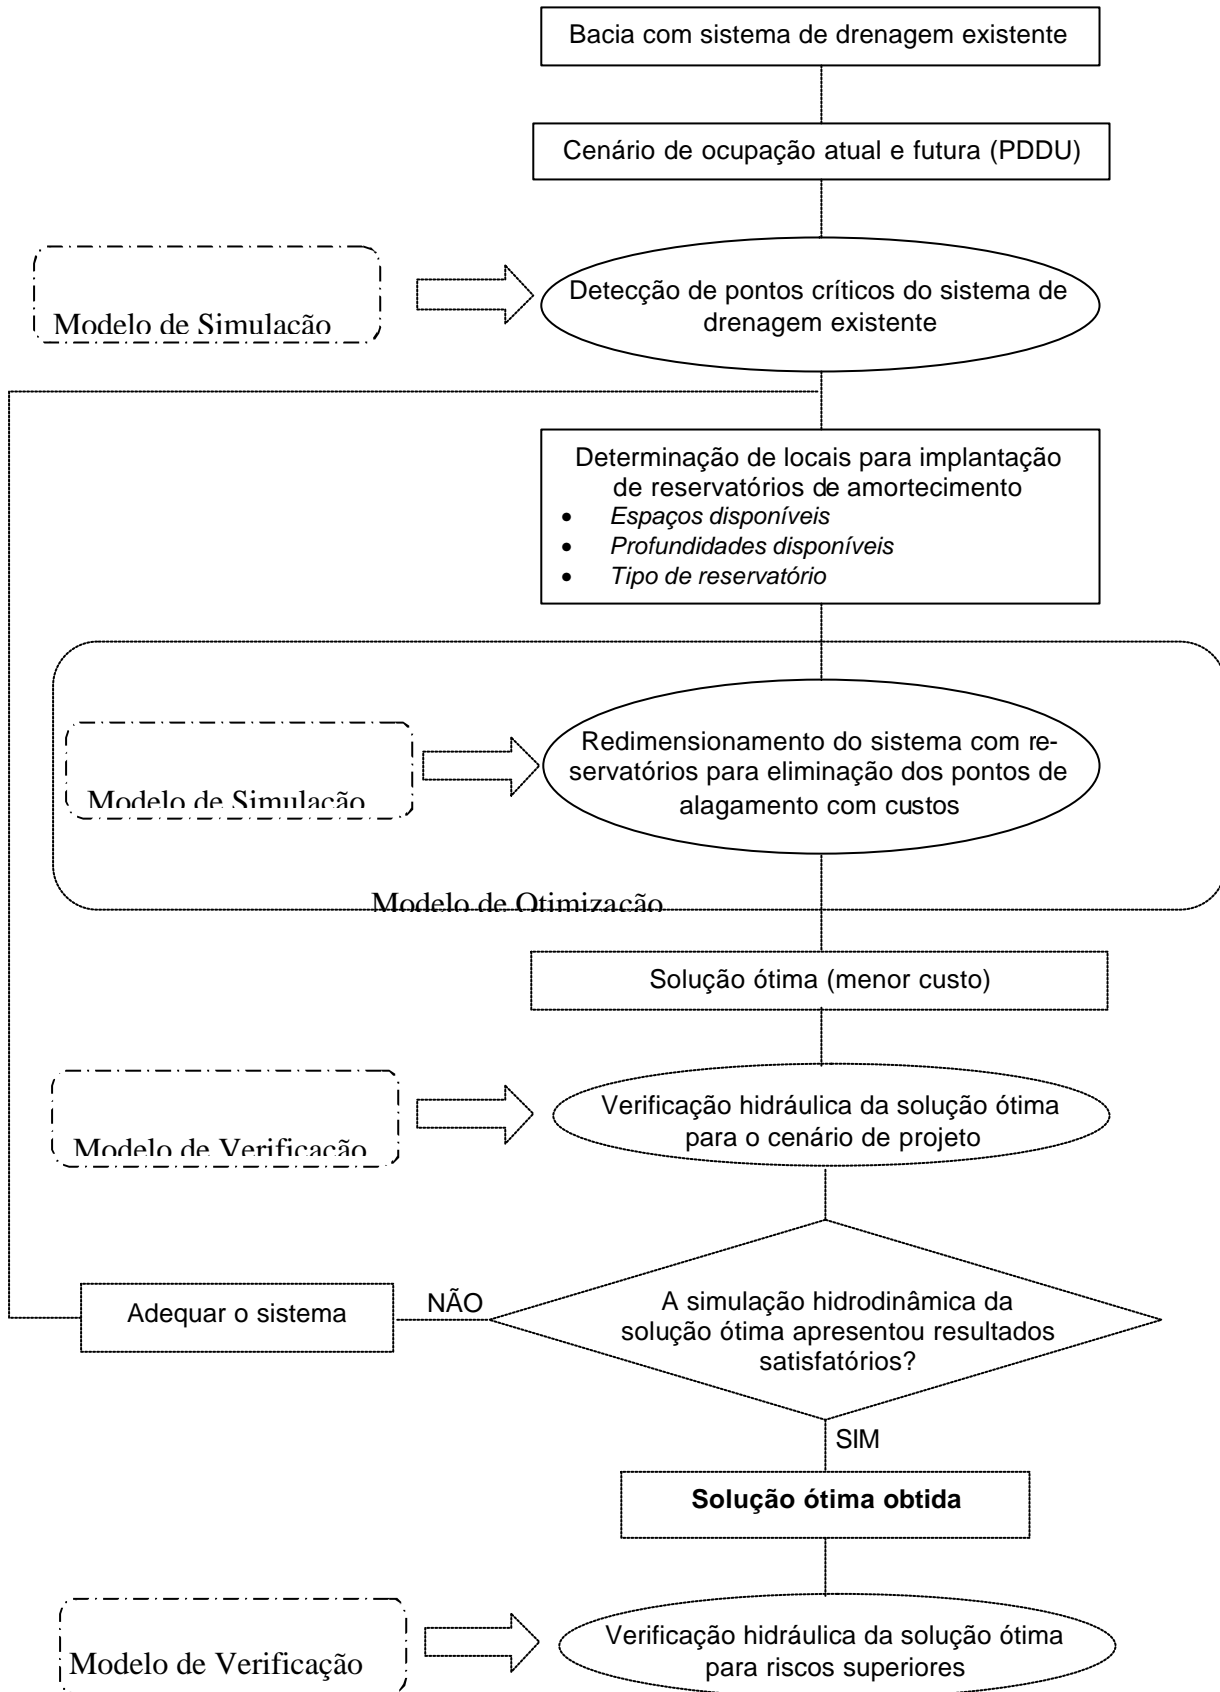 Bacia com sistema de drenagem existente
Cenário de ocupação atual e futura (PDDU)
Modelo de Simulação
Detecção de pontos críticos do sistema de
drenagem existente
Determinação de locais para implantação
de reservatórios de amortecimento
• Espaços disponíveis
• Profundidades disponíveis
• Tipo de reservatório
Modelo de Simulação
Redimensionamento do sistema com re-
servatórios para eliminação dos pontos de
alagamento com custos
Modelo de Otimização
Solução ótima (menor custo)
Modelo de Verificação
Verificação hidráulica da solução ótima
para o cenário de projeto
Adequar o sistema
NÃO
A simulação hidrodinâmica da
solução ótima apresentou resultados
satisfatórios?
SIM
Solução ótima obtida
Modelo de Verificação
Verificação hidráulica da solução ótima
para riscos superiores